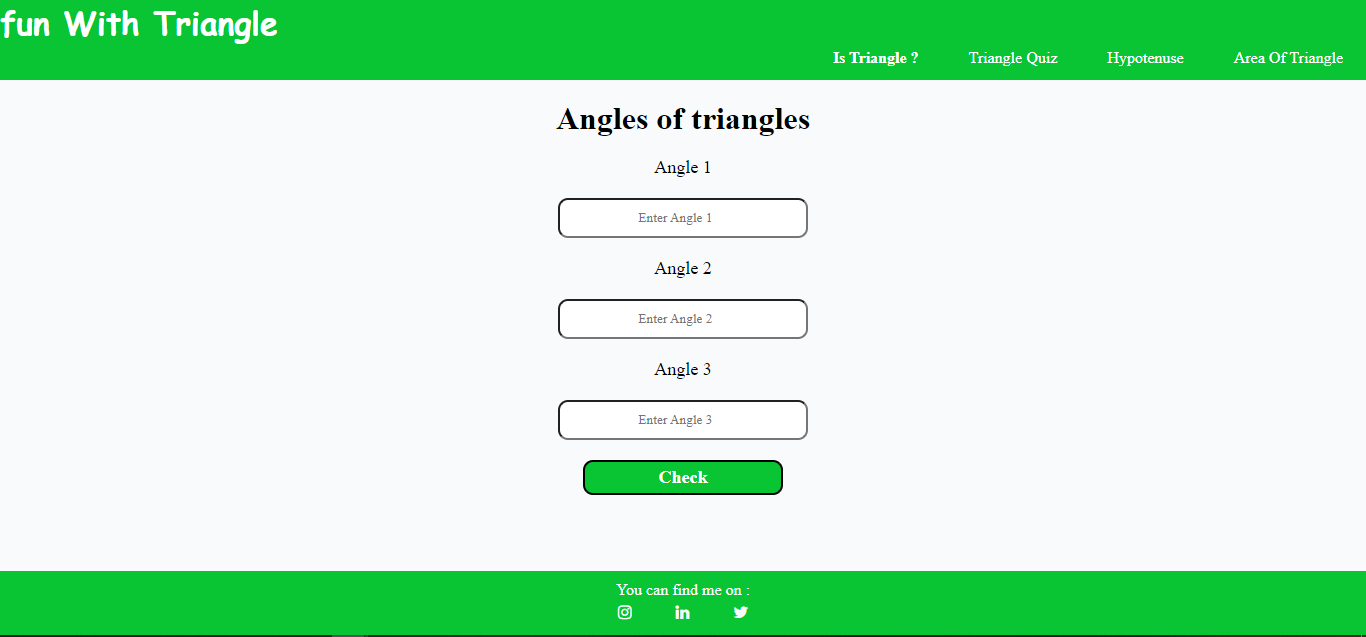 fun With Triangle
Is Triangle ? Triangle Quiz Hypotenuse Area Of Triangle
Angles of triangles
Angle 1
Enter Angle 1
Angle 2
Enter Angle 2
Angle 3
Enter Angle 3
Check
You can find me on :